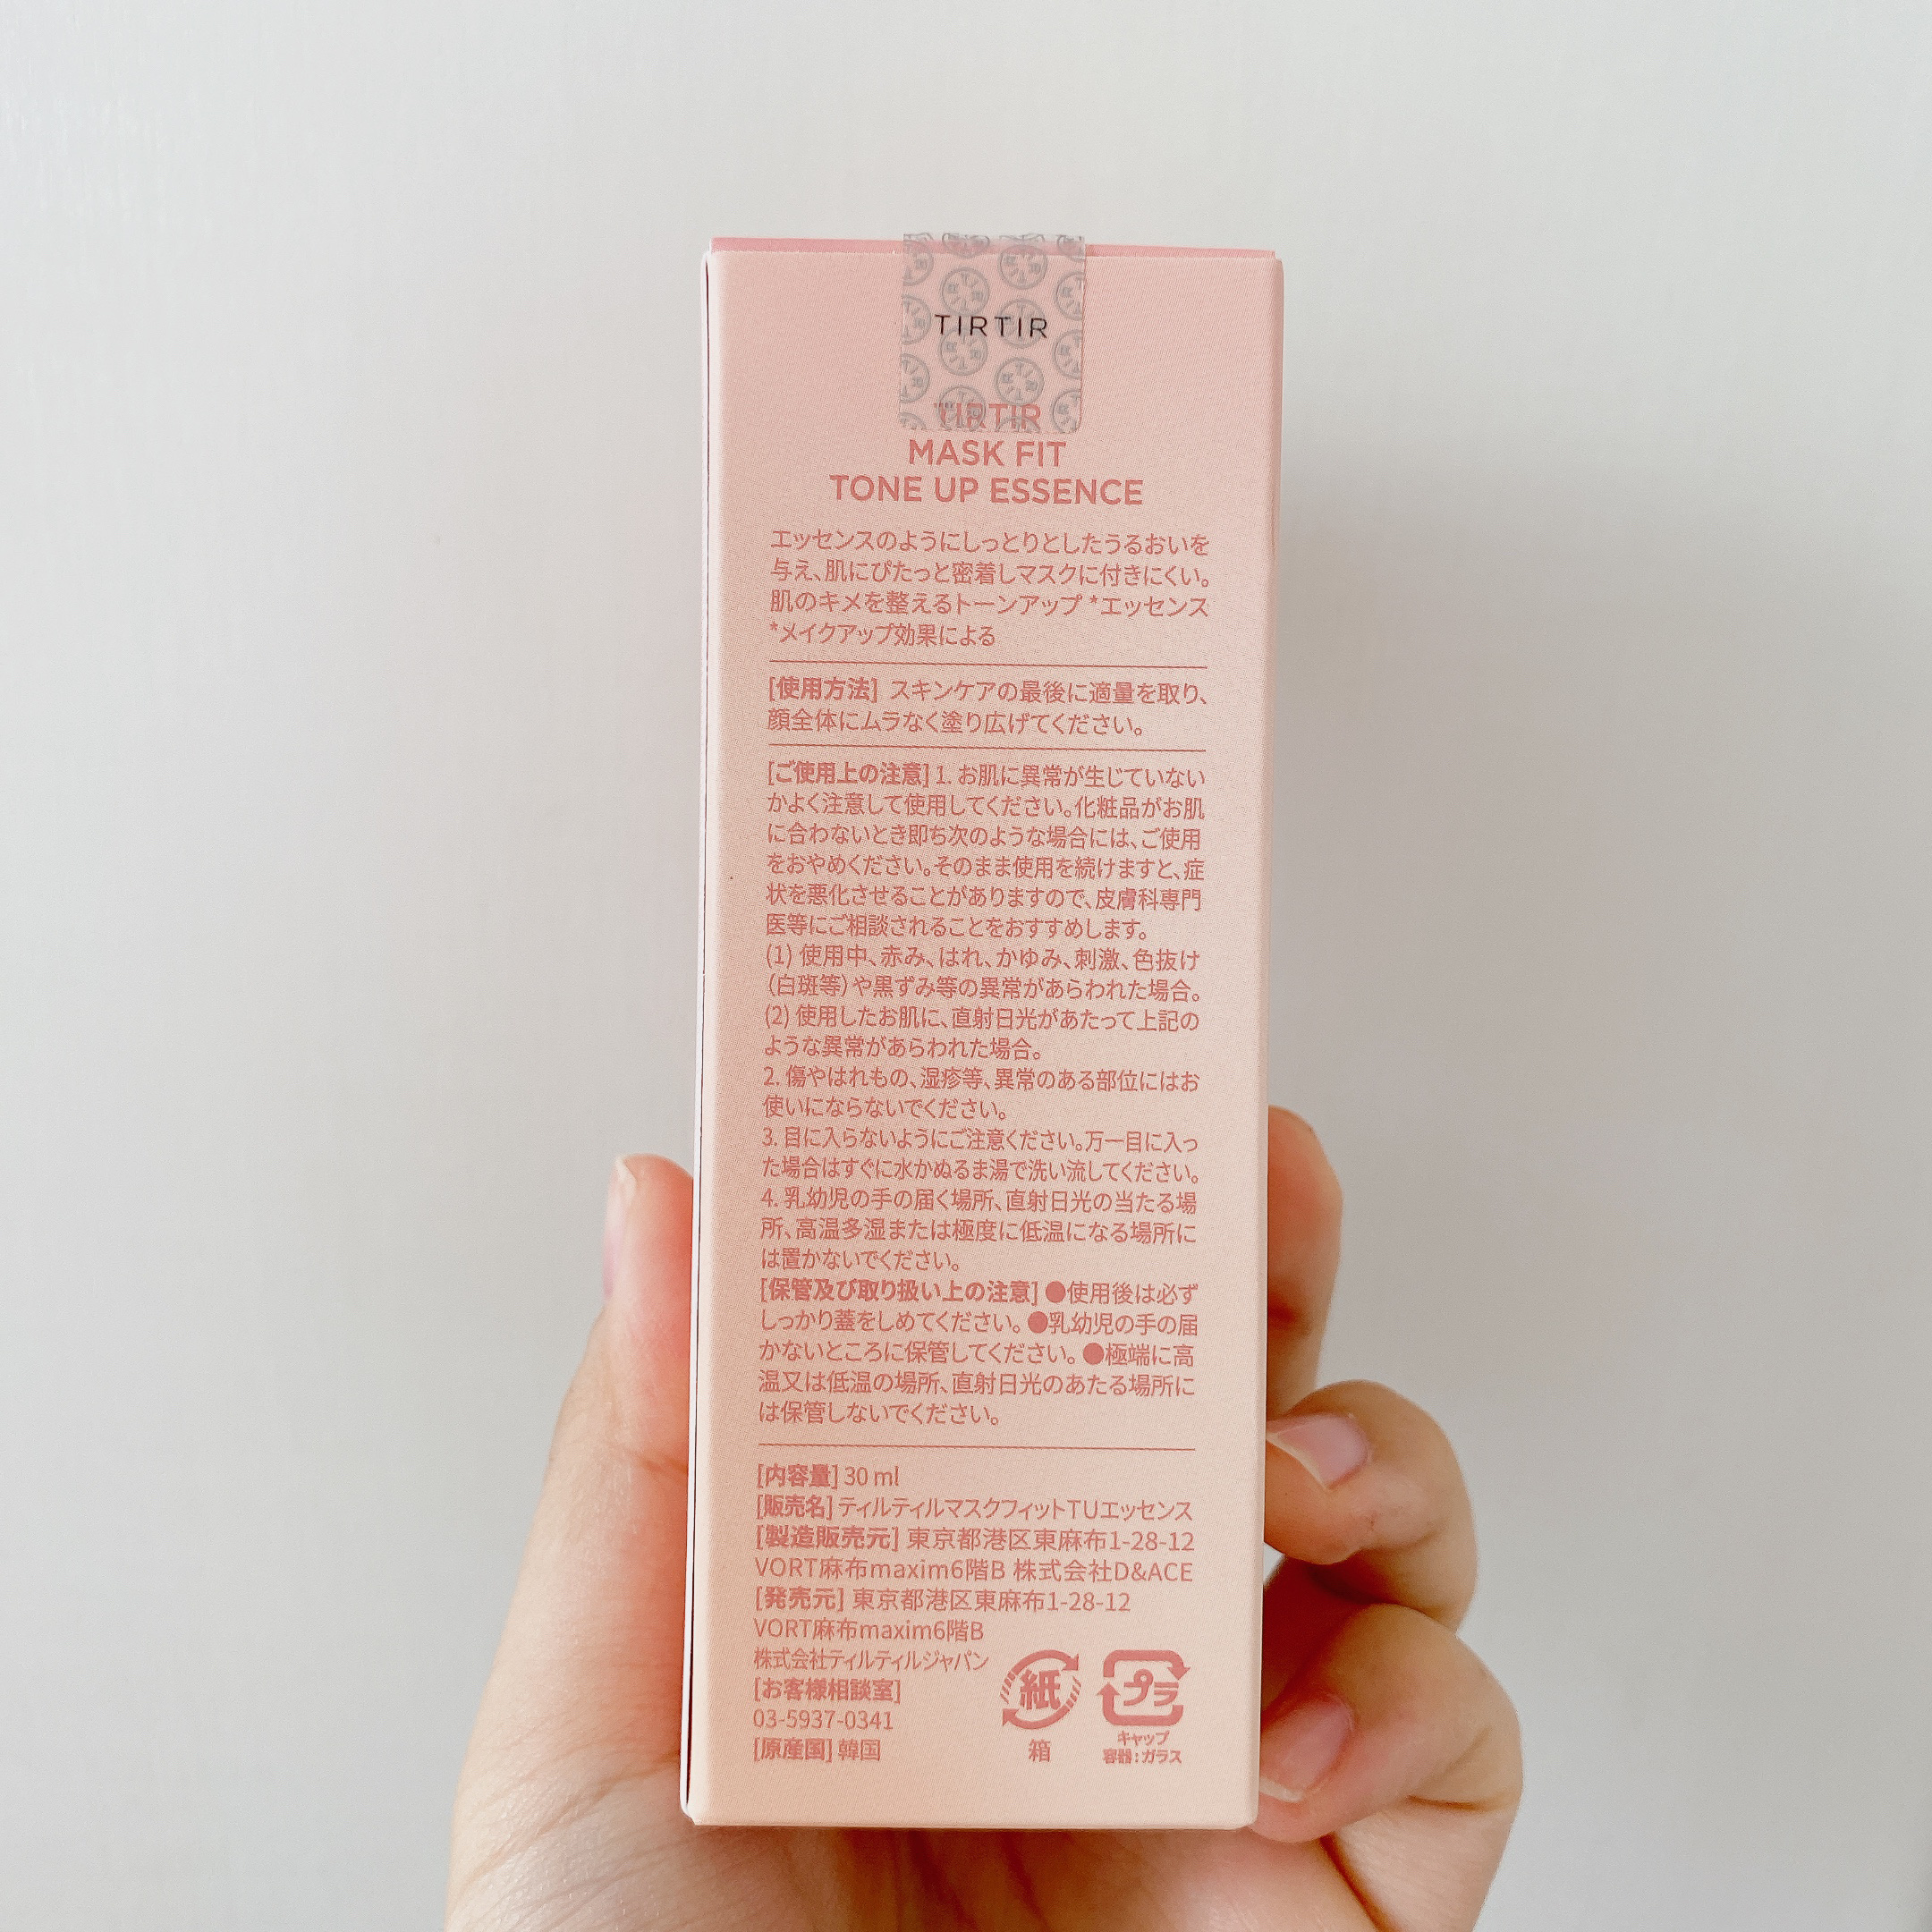 TIRTIR
TIRTIR
MASK FIT
TONE UP ESSENCE
エッセンスのようにしっとりとしたうるおいを
与え、肌にぴたっと密着しマスクに付きにくい。
肌のキメを整えるトーンアップ *エッセンス
*メイクアップ効果による
[使用方法] スキンケアの最後に適量を取り、
顔全体にムラなく塗り広げてください。
[ご使用上の注意] 1. お肌に異常が生じていない
かよく注意して使用してください。化粧品がお肌
に合わないとき即ち次のような場合には、ご使用
をおやめください。そのまま使用を続けますと、症
状を悪化させることがありますので、皮膚科専門
医等にご相談されることをおすすめします。
(1) 使用中、赤み、はれ、かゆみ、刺激、色抜け
(白斑等) や黒ずみ等の異常があらわれた場合。
(2) 使用したお肌に、直射日光があたって上記の
ような異常があらわれた場合。
2. 傷やはれもの、湿疹等、異常のある部位にはお
使いにならないでください。
3. 目に入らないようにご注意ください。万一目に入っ
た場合はすぐに水かぬるま湯で洗い流してください。
4. 乳幼児の手の届く場所、直射日光の当たる場
所、高温多湿または極度に低温になる場所に
は置かないでください。
[保管及び取り扱い上の注意] ●使用後は必ず
しっかり蓋をしめてください。●乳幼児の手の届
かないところに保管してください。●極端に高
温又は低温の場所、直射日光のあたる場所に
は保管しないでください。
[内容量] 30 ml
[販売名] ティルティルマスクフィットTUエッセンス
[製造販売元] 東京都港区東麻布1-28-12
VORT麻布maxim6階B 株式会社D&ACE
[発売元] 東京都港区東麻布1-28-12
VORT麻布maxim6階B
株式会社ティルティルジャパン
[お客様相談室]
03-5937-0341
[原産国] 韓国
紙
箱
プラ
キャップ
容器:ガラス